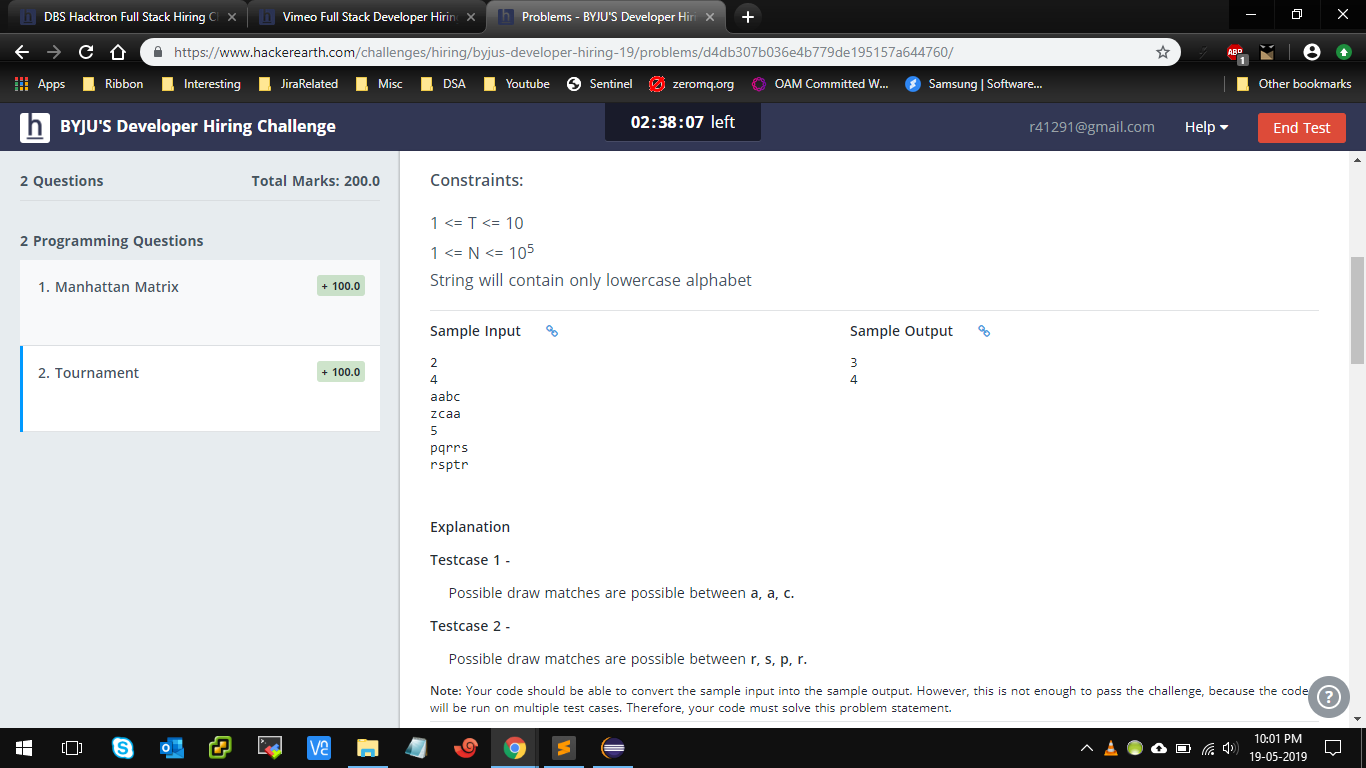 DBS Hacktron Full Stack Hiring C
Vimeo Full Stack Developer Hirin
Problems - BYJU'S Developer Hiri
https://www.hackerearth.com/challenges/hiring/byjus-developer-hiring-19/problems/d4db307b036e4b779de195157a644760/
ABP
1
Apps Ribbon Interesting JiraRelated Misc DSA Youtube Sentinel zeromq.org OAM Committed W... Samsung | Software... Other bookmarks
h BYJU'S Developer Hiring Challenge
02:38:07 left
r41291@gmail.com
Help
End Test
2 Questions Total Marks: 200.0
2 Programming Questions
1. Manhattan Matrix + 100.0
2. Tournament + 100.0
Constraints:
1 <= T <= 10
1 <= N <= 10⁵
String will contain only lowercase alphabet
Sample Input
2
4
aabc
zcaa
5
pqrrs
rsptr
Sample Output
3
4
Explanation
Testcase 1 -
Possible draw matches are possible between a, a, c.
Testcase 2 -
Possible draw matches are possible between r, s, p, r.
Note: Your code should be able to convert the sample input into the sample output. However, this is not enough to pass the challenge, because the code
will be run on multiple test cases. Therefore, your code must solve this problem statement.
?
10:01 PM
19-05-2019